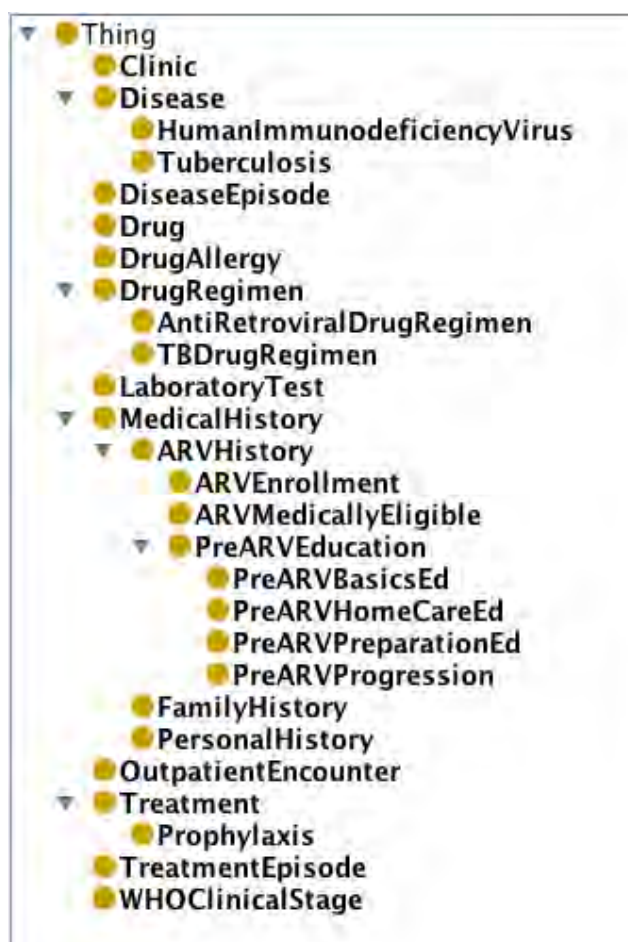 Thing
Clinic
Disease
HumanImmunodeficiencyVirus
Tuberculosis
DiseaseEpisode
Drug
DrugAllergy
DrugRegimen
AntiRetroviralDrugRegimen
TBDrugRegimen
LaboratoryTest
MedicalHistory
ARVHistory
ARVEnrollment
ARVMedicallyEligible
PreARVEducation
PreARVBasicsEd
PreARVHomeCareEd
PreARVPreparationEd
PreARVProgression
FamilyHistory
PersonalHistory
OutpatientEncounter
Treatment
Prophylaxis
TreatmentEpisode
WHOClinicalStage